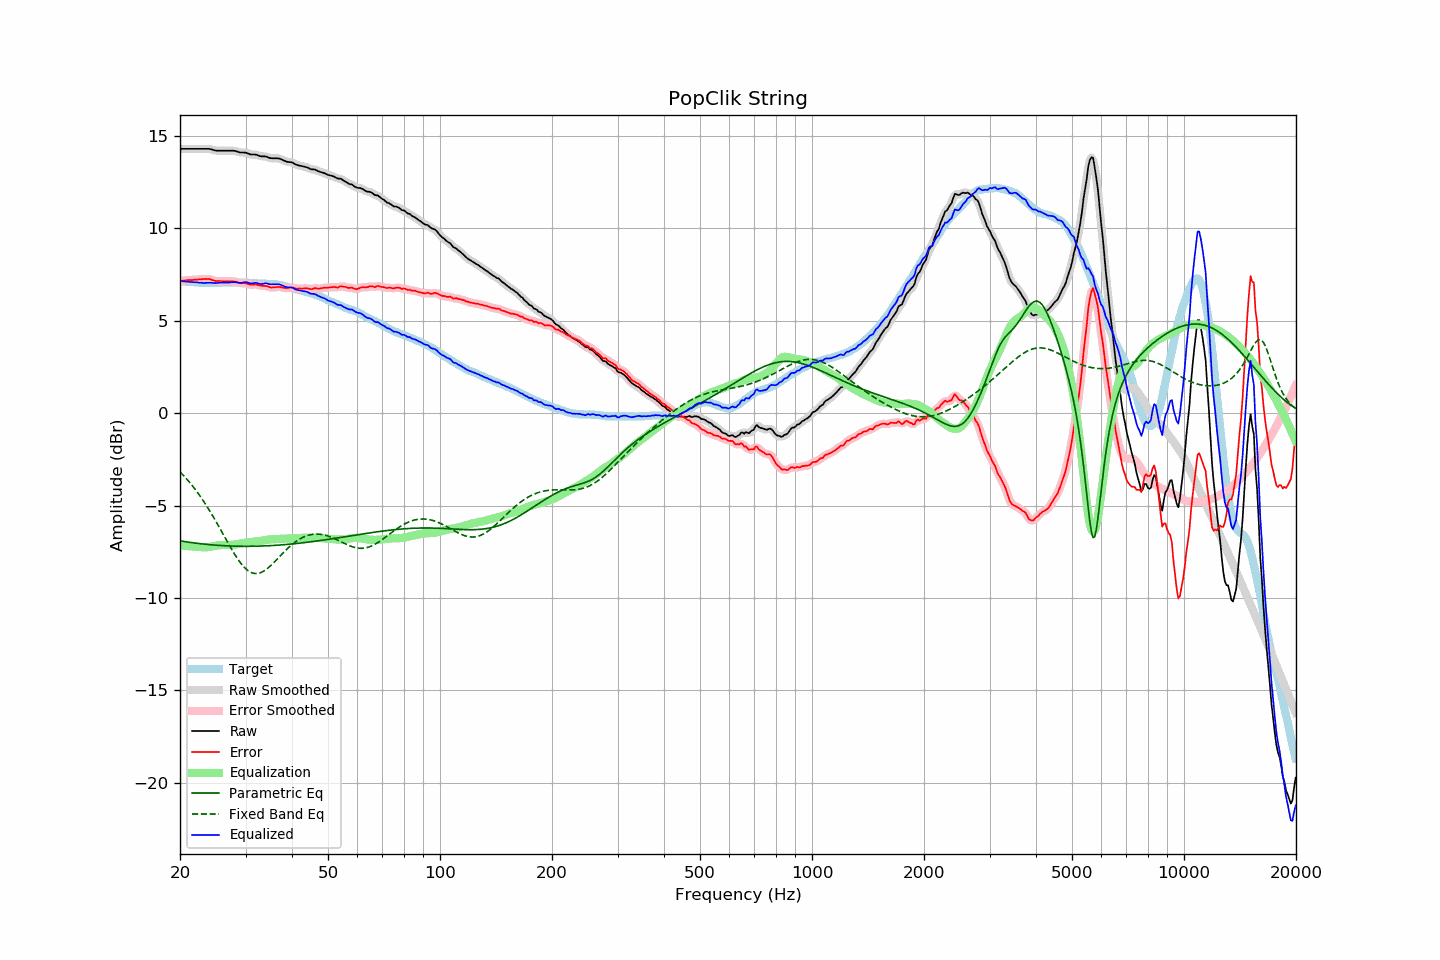 PopClik String
Amplitude (dBr)
15
10
5
0
−5
−10
−15
−20
Target
Raw Smoothed
Error Smoothed
Raw
Error
Equalization
Parametric Eq
Fixed Band Eq
Equalized
20
50
100
200
500
1000
2000
5000
10000
20000
Frequency (Hz)